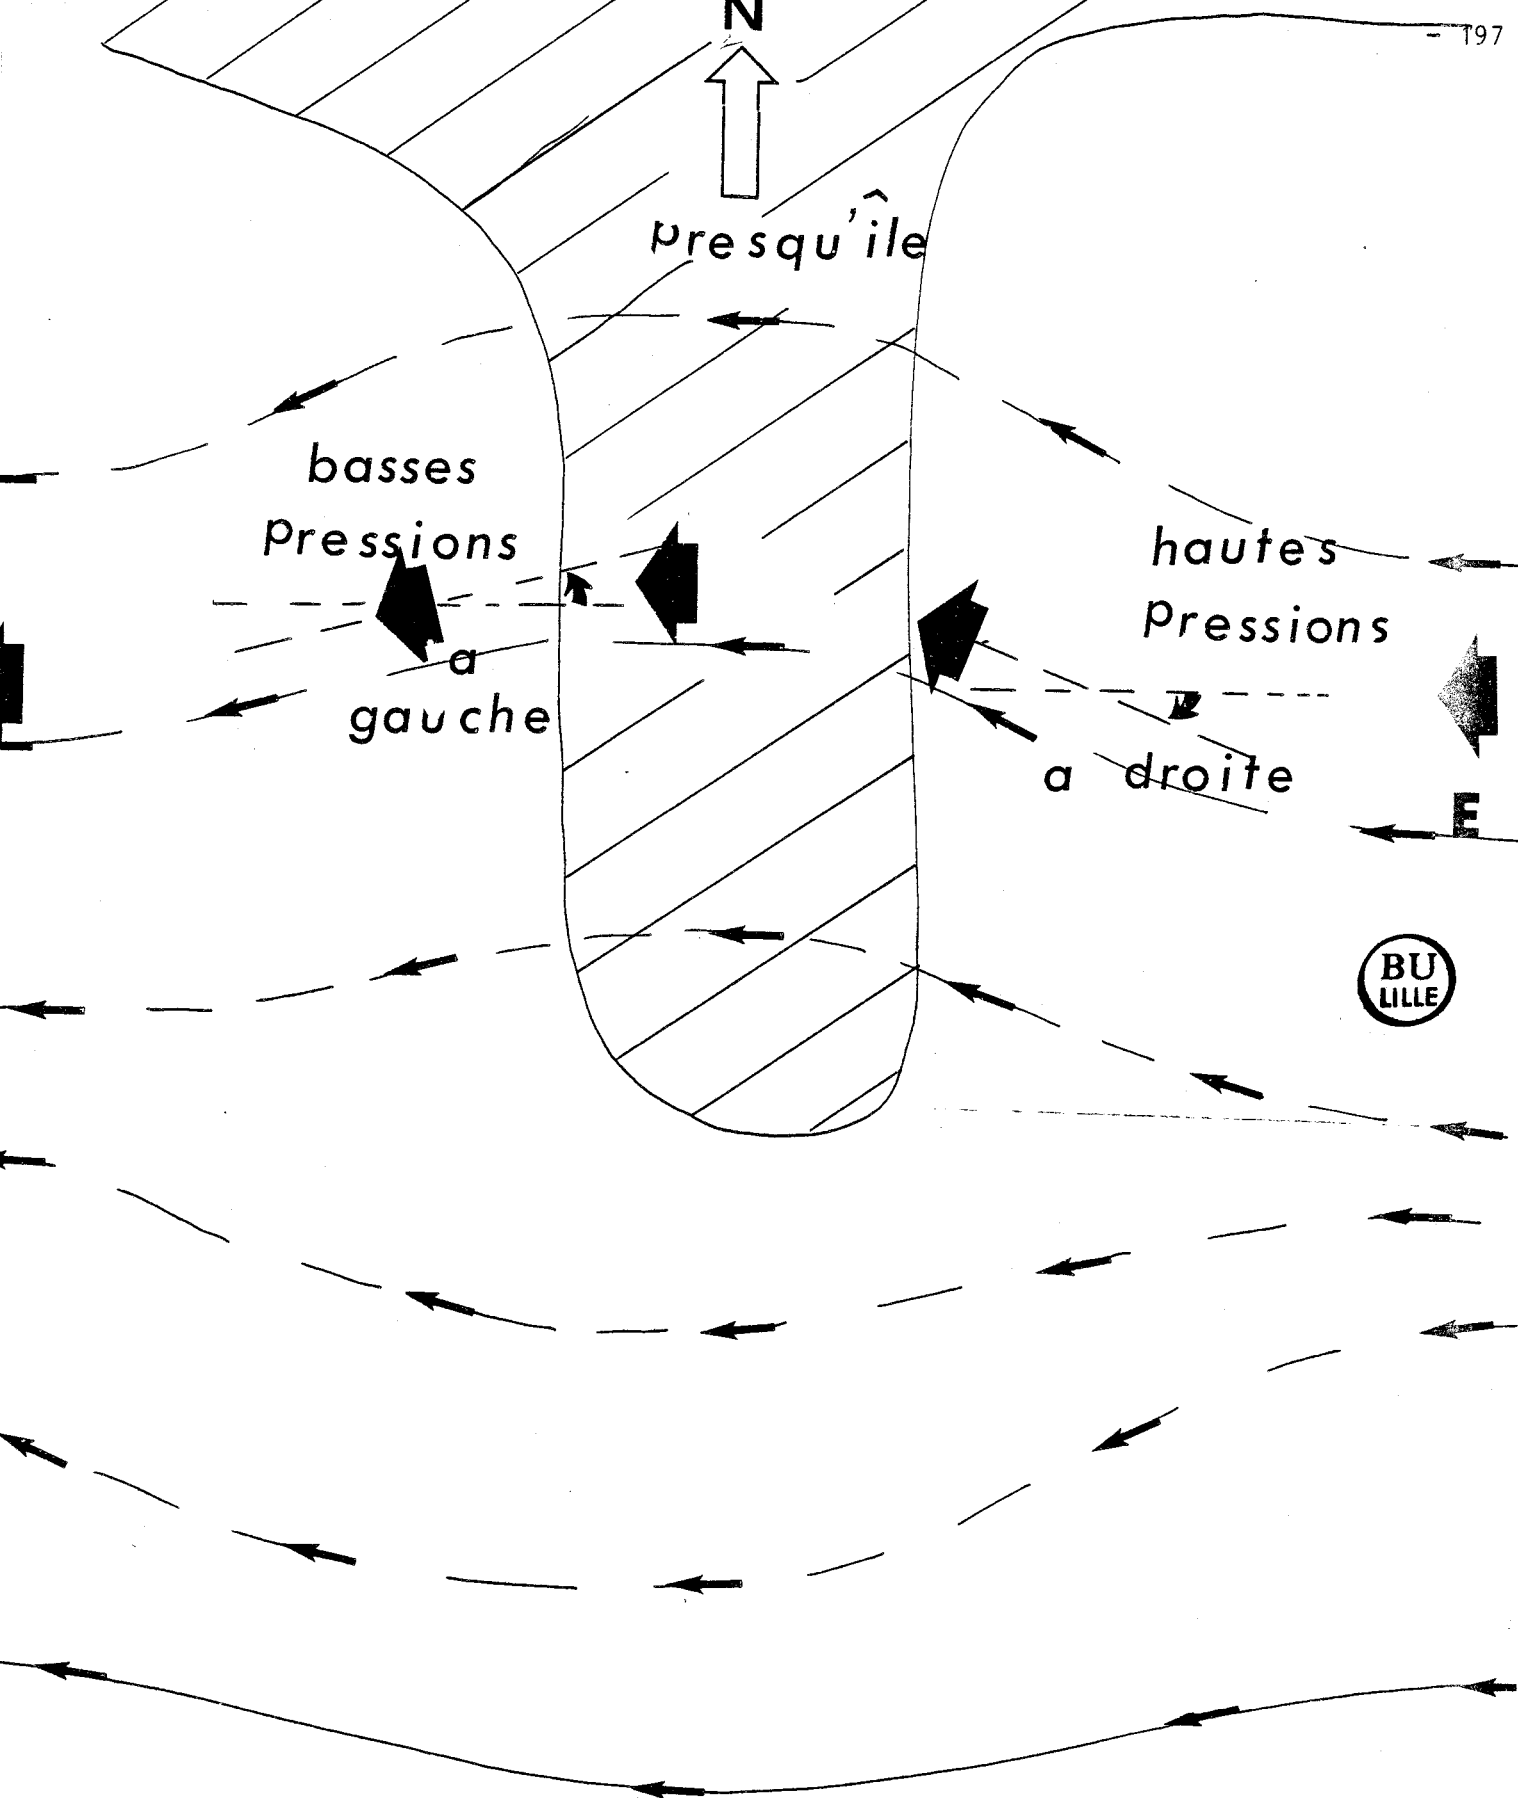 N
- 197
presqu'île
basses
pressions
hautes
pressions
a
gauche
a droite
E
BU
LILLE